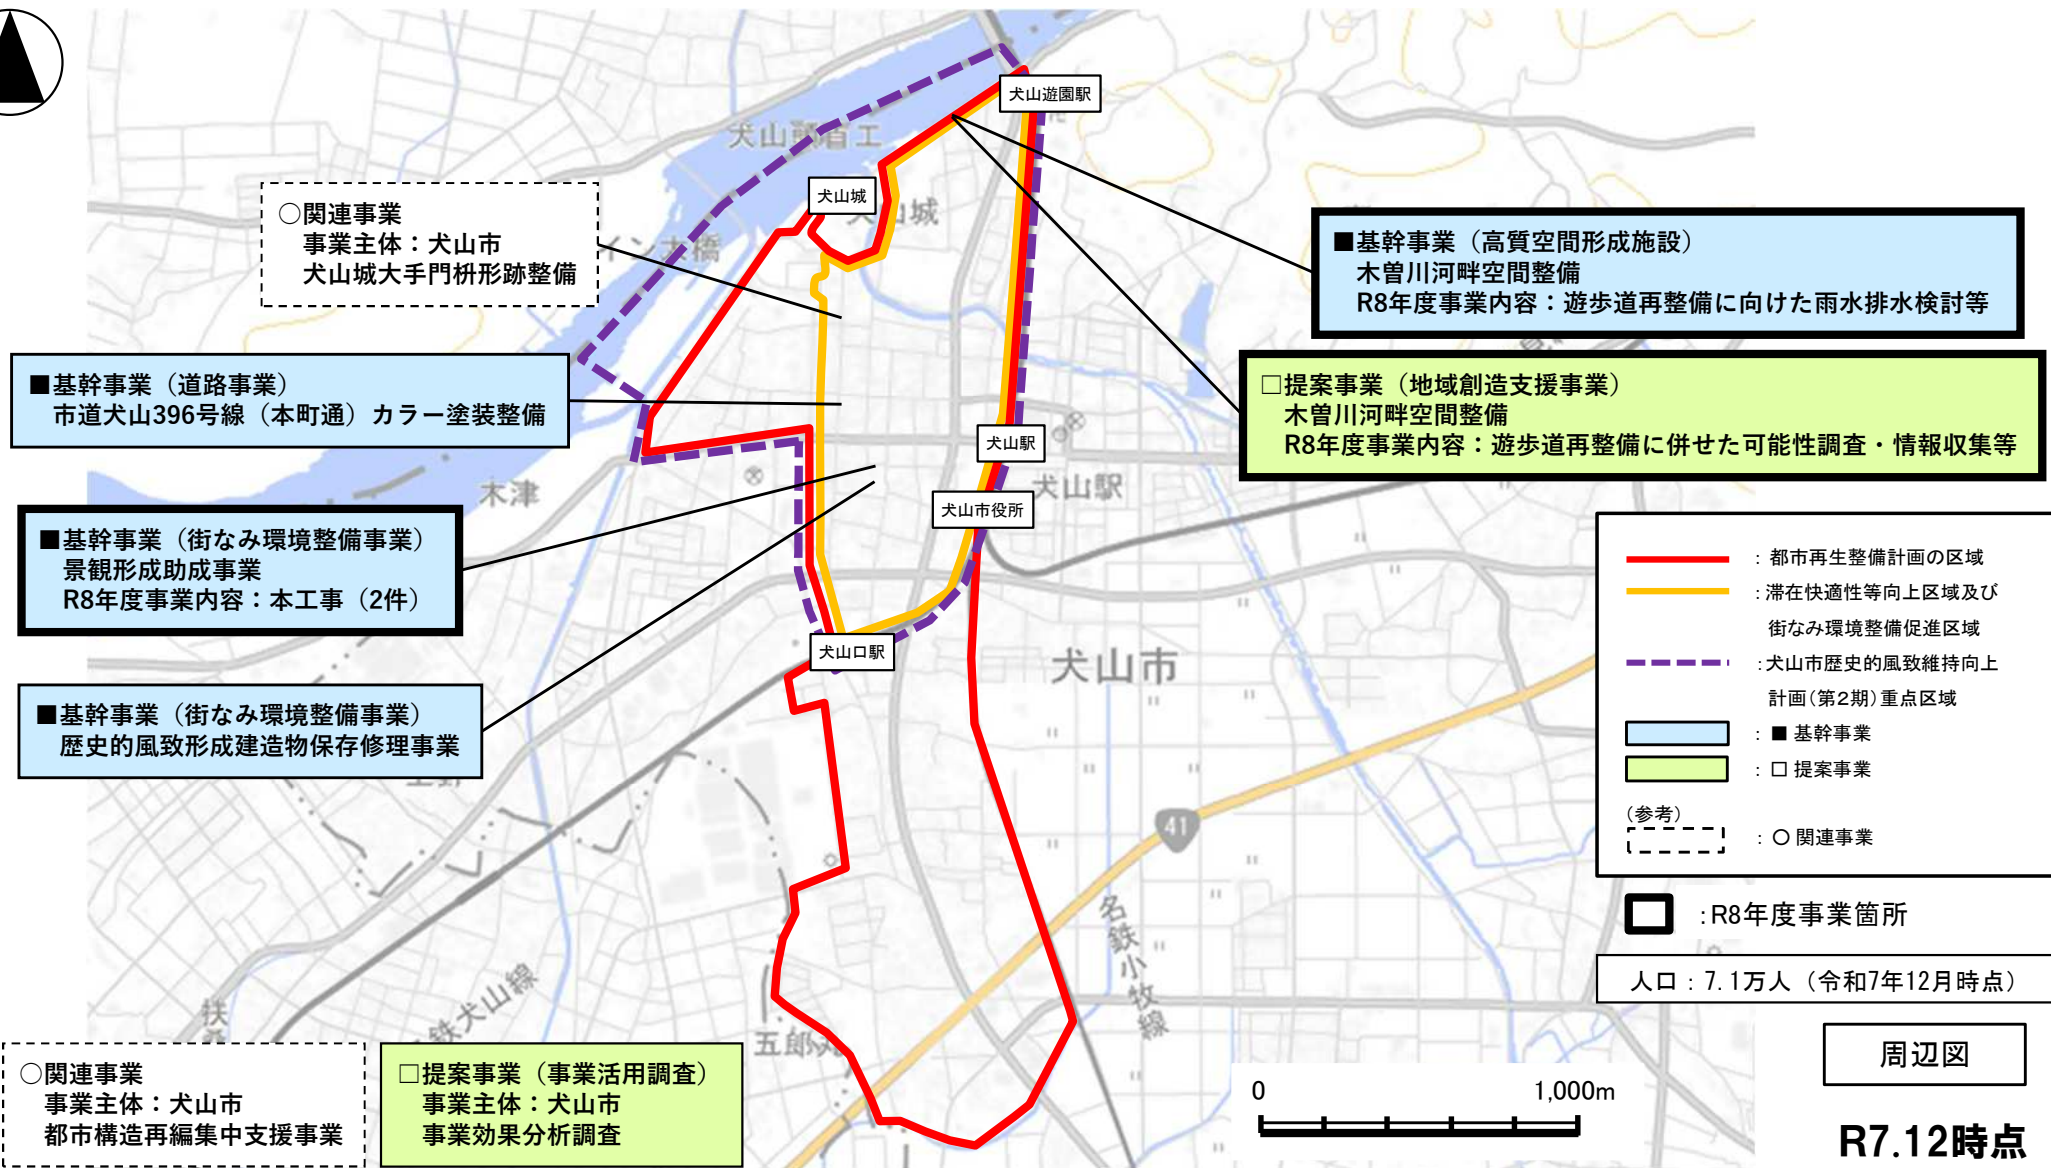 犬山遊園駅
犬山城
○関連事業
事業主体：犬山市
犬山城大手門枡形跡整備
■基幹事業（高質空間形成施設）
木曽川河畔空間整備
R8年度事業内容：遊歩道再整備に向けた雨水排水検討等
■基幹事業（道路事業）
市道犬山396号線（本町通）カラー塗装整備
□提案事業（地域創造支援事業）
木曽川河畔空間整備
R8年度事業内容：遊歩道再整備に併せた可能性調査・情報収集等
犬山駅
犬山駅
木津
犬山市役所
■基幹事業（街なみ環境整備事業）
景観形成助成事業
R8年度事業内容：本工事（2件）
犬山口駅
犬山市
■基幹事業（街なみ環境整備事業）
歴史的風致形成建造物保存修理事業
：都市再生整備計画の区域
：滞在快適性等向上区域及び
街なみ環境整備促進区域
：犬山市歴史的風致維持向上
計画（第2期）重点区域
：■ 基幹事業
：□ 提案事業
（参考）
：○ 関連事業
：R8年度事業箇所
人口：7.1万人（令和7年12月時点）
41
名鉄小牧線
鉄犬山線
○関連事業
事業主体：犬山市
都市構造再編集中支援事業
□提案事業（事業活用調査）
事業主体：犬山市
事業効果分析調査
0 1,000m
周辺図
R7.12時点